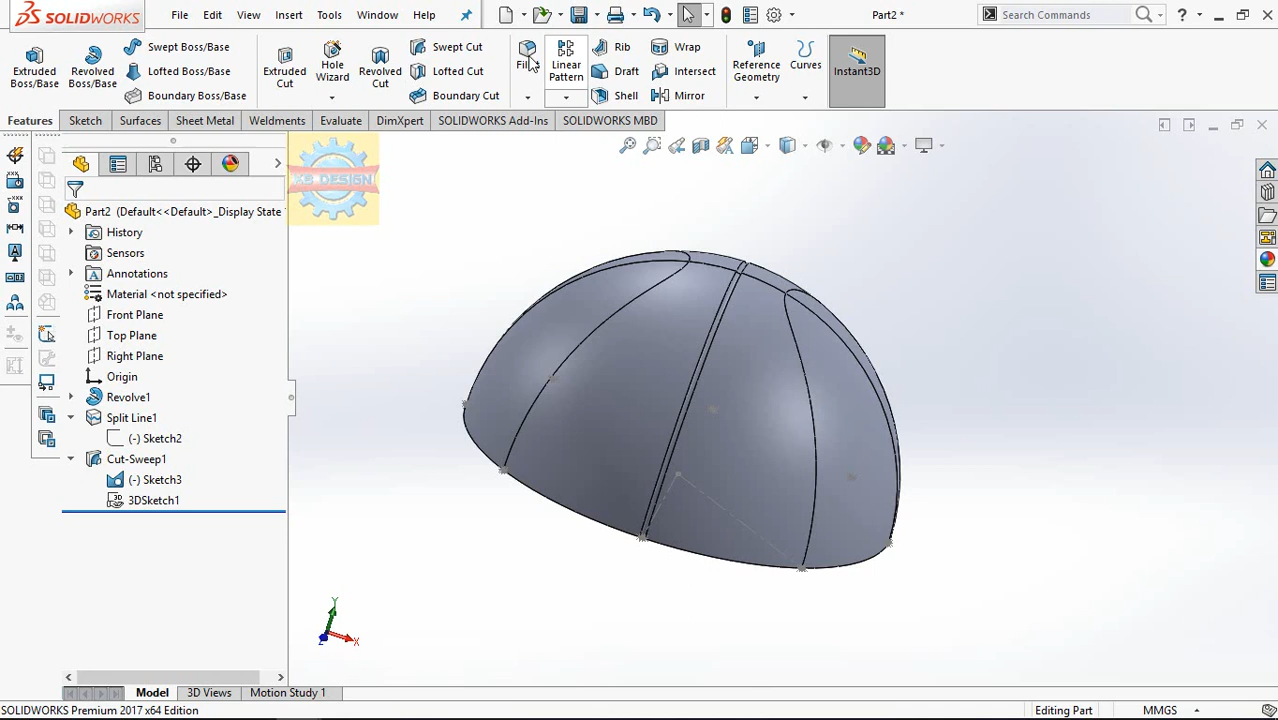 SOLIDWORKS File Edit View Insert Tools Window Help Part2 * Search Commands ?
Extruded Boss/Base Revolved Boss/Base Swept Boss/Base Lofted Boss/Base Boundary Boss/Base Extruded Cut Hole Wizard Revolved Cut Swept Cut Lofted Cut Boundary Cut Linear Pattern Rib Draft Shell Wrap Intersect Mirror Reference Geometry Curves Instant3D
Features Sketch Surfaces Sheet Metal Weldments Evaluate DimXpert SOLIDWORKS Add-Ins SOLIDWORKS MBD
KB DESIGN
Part2 (Default<<Default>_Display State
History
Sensors
Annotations
Material <not specified>
Front Plane
Top Plane
Right Plane
Origin
Revolve1
Split Line1
(-) Sketch2
Cut-Sweep1
(-) Sketch3
3D 3DSketch1
Y
X
Z
Model 3D Views Motion Study 1
SOLIDWORKS Premium 2017 x64 Edition Editing Part MMGS